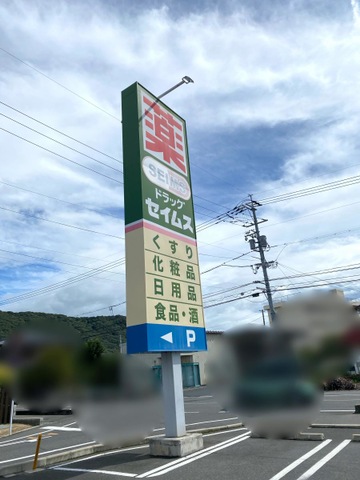 薬
SEIMS
ドラッグ
セイムス
くすり
化粧品
日用品
食品・酒
◀ P